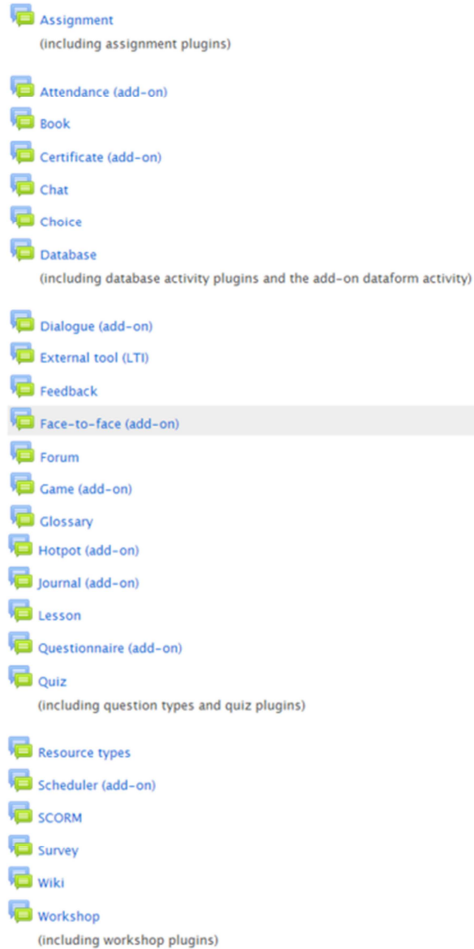 Assignment
(including assignment plugins)
Attendance (add-on)
Book
Certificate (add-on)
Chat
Choice
Database
(including database activity plugins and the add-on dataform activity)
Dialogue (add-on)
External tool (LTI)
Feedback
Face-to-face (add-on)
Forum
Game (add-on)
Glossary
Hotpot (add-on)
Journal (add-on)
Lesson
Questionnaire (add-on)
Quiz
(including question types and quiz plugins)
Resource types
Scheduler (add-on)
SCORM
Survey
Wiki
Workshop
(including workshop plugins)